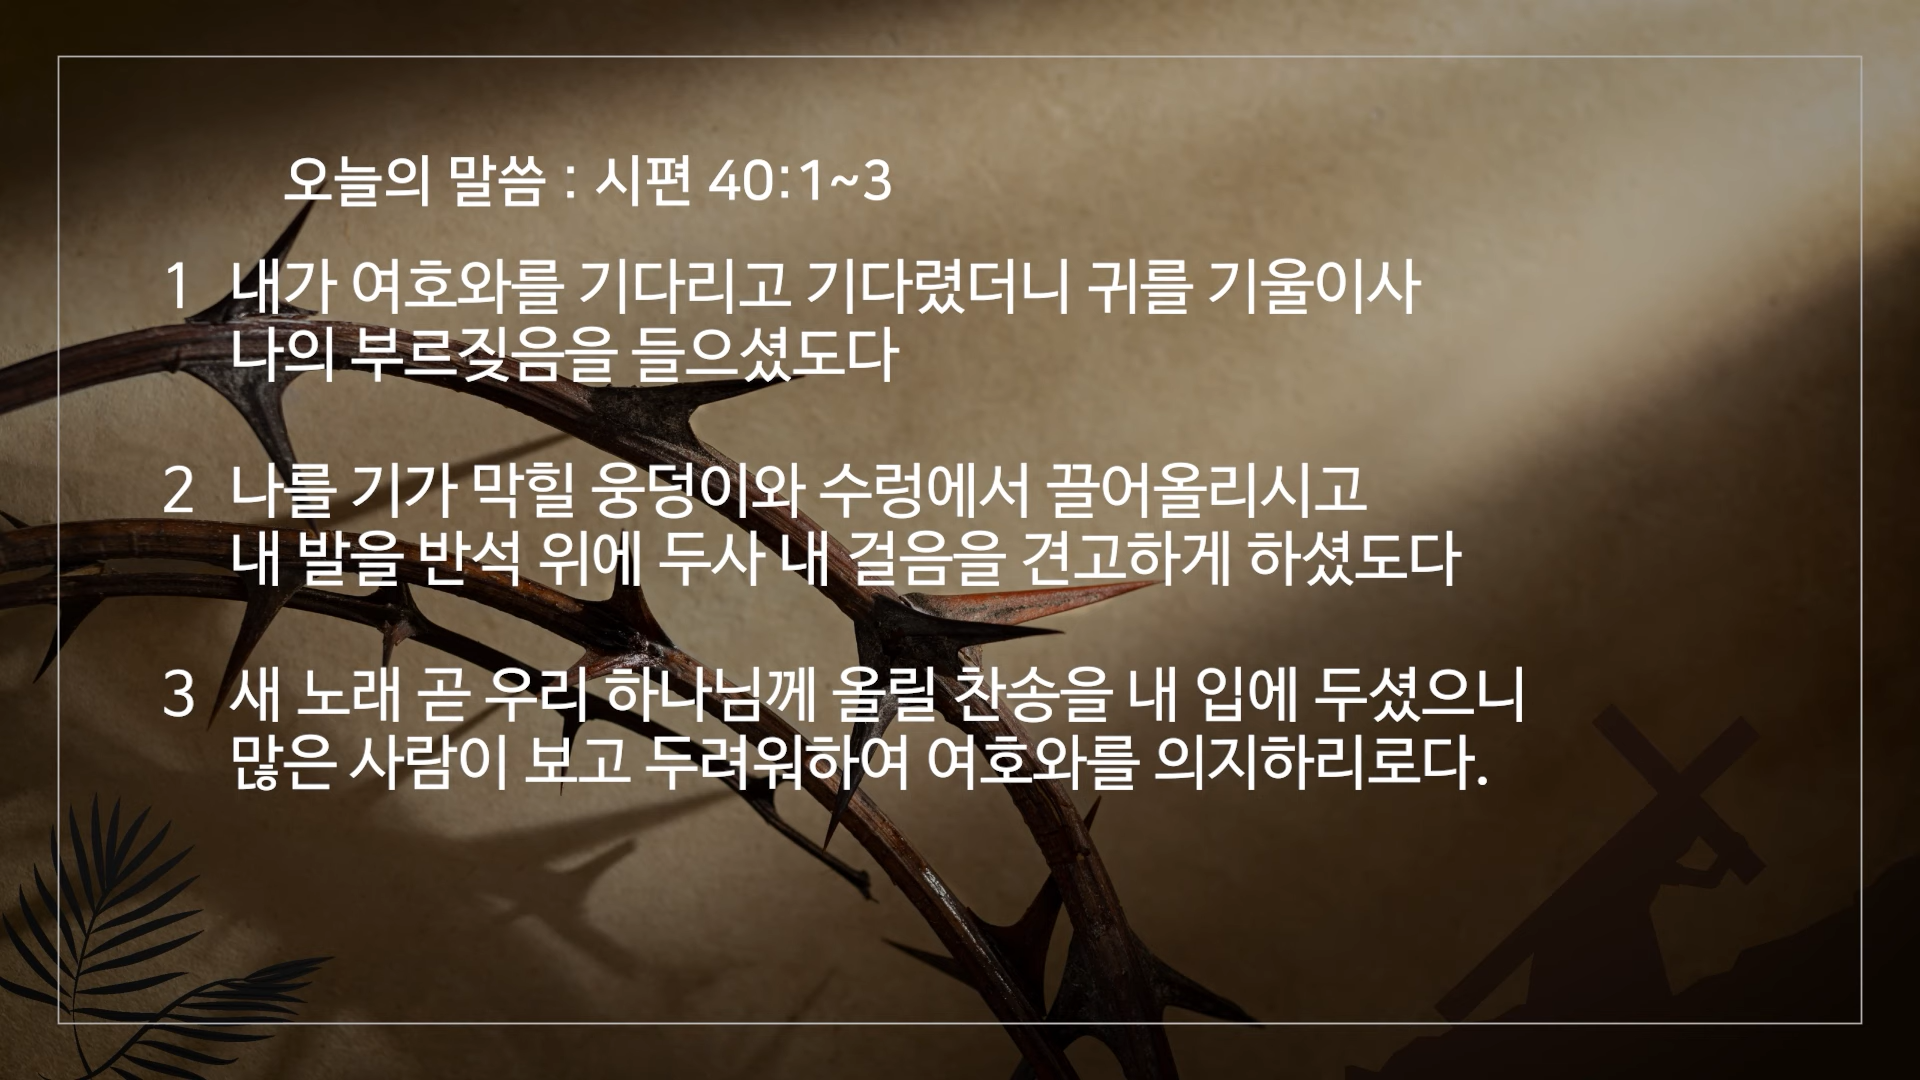 오늘의 말씀 : 시편 40:1~3
1 내가 여호와를 기다리고 기다렸더니 귀를 기울이사
나의 부르짖음을 들으셨도다
2 나를 기가 막힐 웅덩이와 수렁에서 끌어올리시고
내 발을 반석 위에 두사 내 걸음을 견고하게 하셨도다
3 새 노래 곧 우리 하나님께 올릴 찬송을 내 입에 두셨으니
많은 사람이 보고 두려워하여 여호와를 의지하리로다.